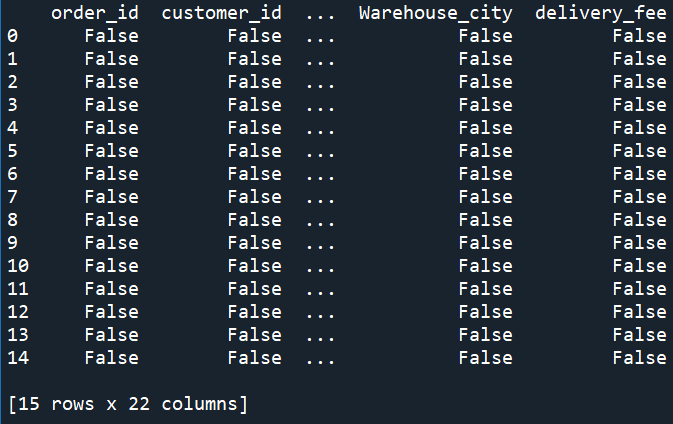 order_id customer_id ... Warehouse_city delivery_fee
0 False False ... False False
1 False False ... False False
2 False False ... False False
3 False False ... False False
4 False False ... False False
5 False False ... False False
6 False False ... False False
7 False False ... False False
8 False False ... False False
9 False False ... False False
10 False False ... False False
11 False False ... False False
12 False False ... False False
13 False False ... False False
14 False False ... False False
[15 rows x 22 columns]